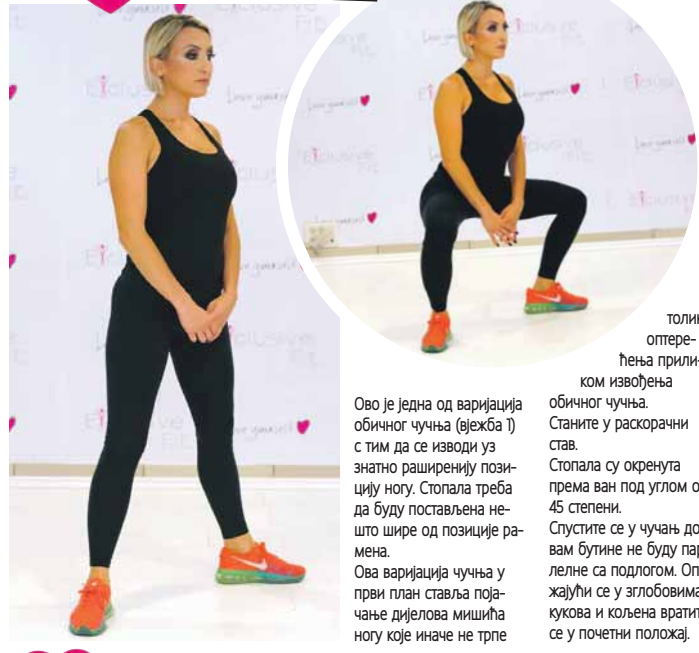 Ово је једна од варијација
обичног чучња (вјежба 1)
с тим да се изводи уз
знатно раширенију пози-
цију ногу. Стопала треба
да буду постављена не-
што шире од позиције ра-
мена.
Ова варијација чучња у
први план ставља поја-
чање дијелова мишића
ногу које иначе не трпе
толик
оптере-
ћења прили-
ком извођења
обичног чучња.
Станите у раскорачни
став.
Стопала су окренута
према ван под углом о
45 степени.
Спустите се у чучањ до
вам бутине не буду пар
лелне са подлогом. Оп
жајући се у зглобовима
кукова и кољена вратит
се у почетни положај.